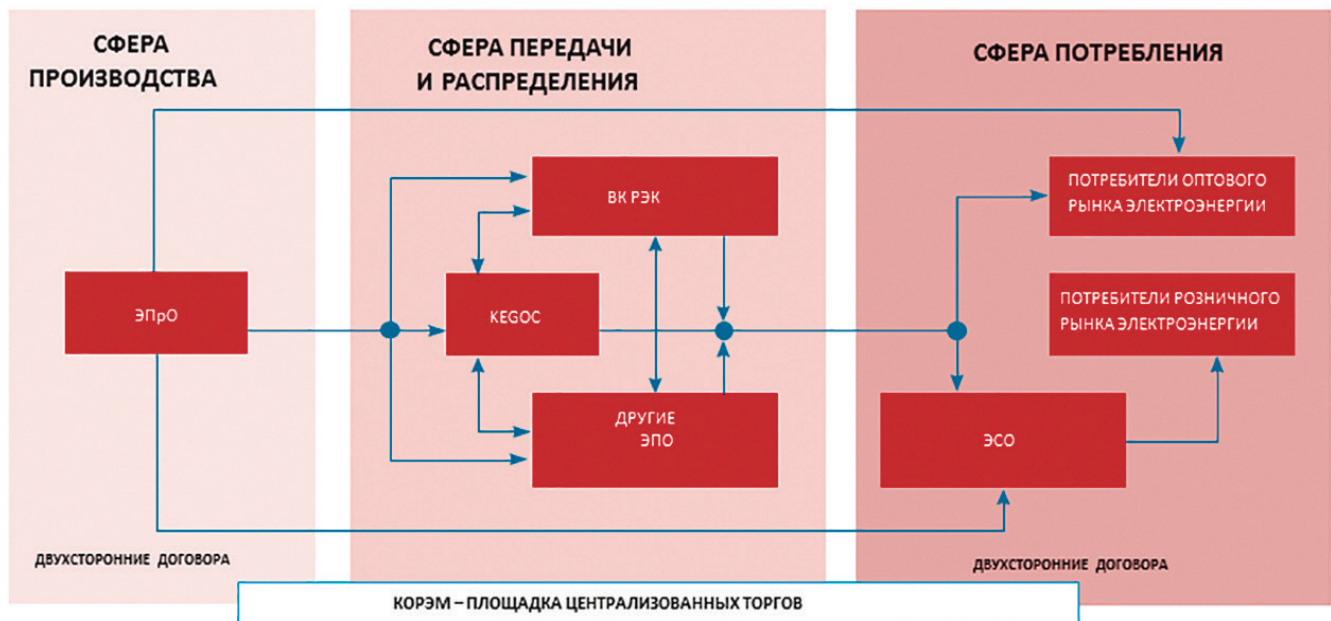 СФЕРА
ПРОИЗВОДСТВА
СФЕРА ПЕРЕДАЧИ
И РАСПРЕДЕЛЕНИЯ
СФЕРА ПОТРЕБЛЕНИЯ
ВК РЭК
ПОТРЕБИТЕЛИ ОПТОВОГО
РЫНКА ЭЛЕКТРОЭНЕРГИИ
ЭПрО
KEGOC
ПОТРЕБИТЕЛИ РОЗНИЧНОГО
РЫНКА ЭЛЕКТРОЭНЕРГИИ
ДРУГИЕ
ЭПО
ЭСО
ДВУХСТОРОННИЕ ДОГОВОРА
ДВУХСТОРОННИЕ ДОГОВОРА
КОРЭМ – ПЛОЩАДКА ЦЕНТРАЛИЗОВАННЫХ ТОРГОВ